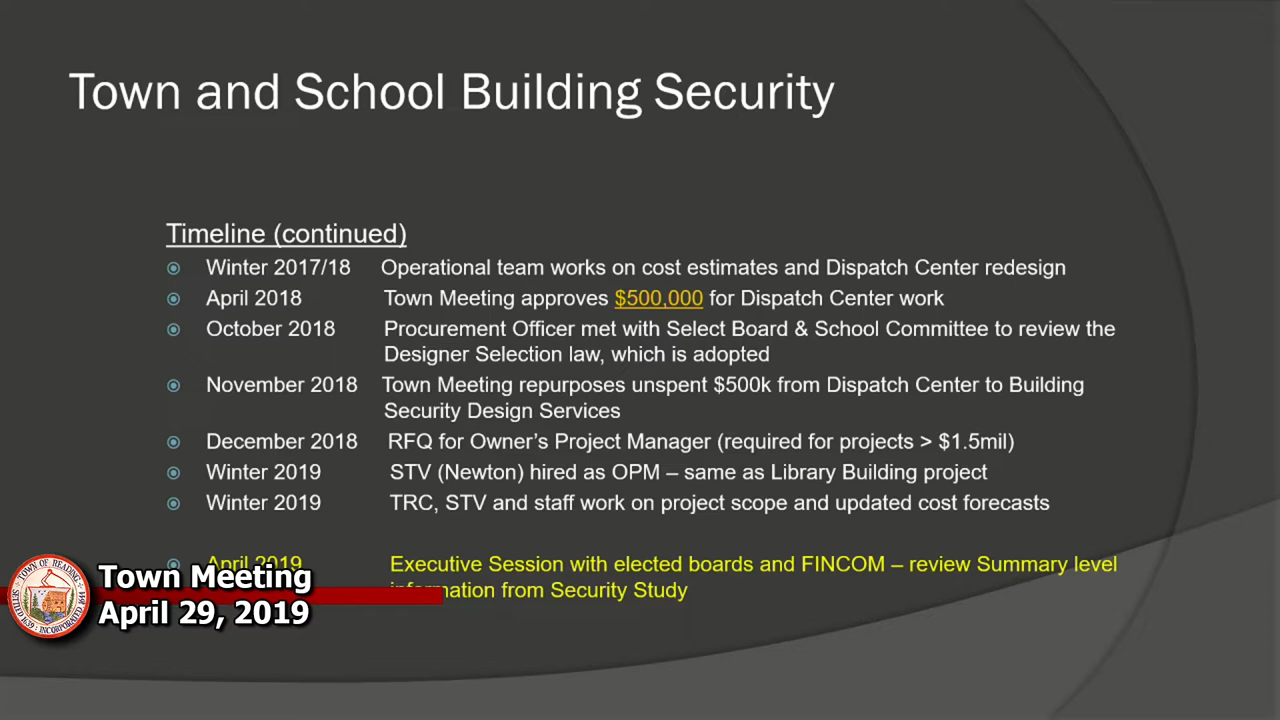 Town and School Building Security
Timeline (continued)
Winter 2017/18 Operational team works on cost estimates and Dispatch Center redesign
April 2018 Town Meeting approves $500,000 for Dispatch Center work
October 2018 Procurement Officer met with Select Board & School Committee to review the
Designer Selection law, which is adopted
November 2018 Town Meeting repurposes unspent $500k from Dispatch Center to Building
Security Design Services
December 2018 RFQ for Owner's Project Manager (required for projects > $1.5mil)
Winter 2019 STV (Newton) hired as OPM – same as Library Building project
Winter 2019 TRC, STV and staff work on project scope and updated cost forecasts
April 2019 Executive Session with elected boards and FINCOM – review Summary level
information from Security Study
Town Meeting
April 29, 2019
TOWN OF READING